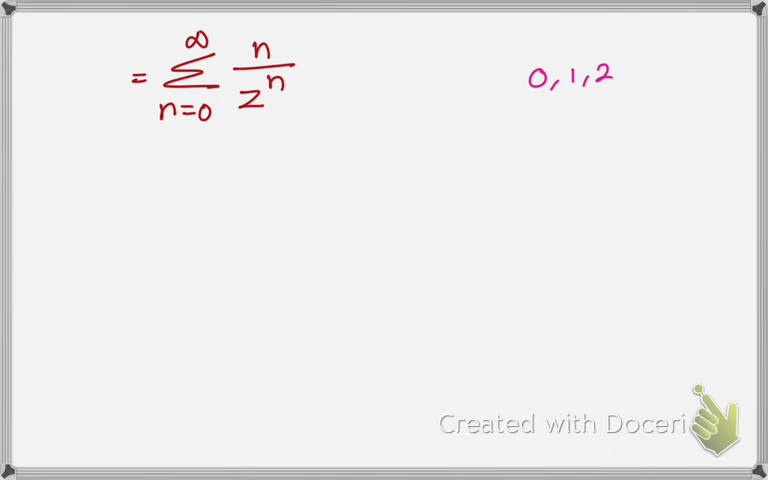 = ∑_{n=0}^{∞} n/z^n
0, 1, 2
Created with Doceri